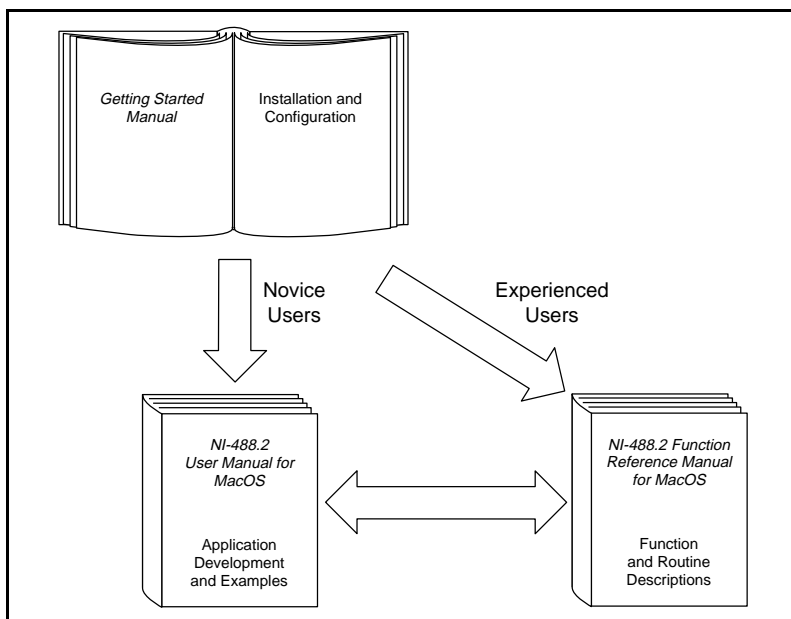 Getting Started
Manual
Installation and
Configuration
Novice
Users
Experienced
Users
NI-488.2
User Manual for
MacOS
Application
Development
and Examples
NI-488.2 Function
Reference Manual
for MacOS
Function
and Routine
Descriptions